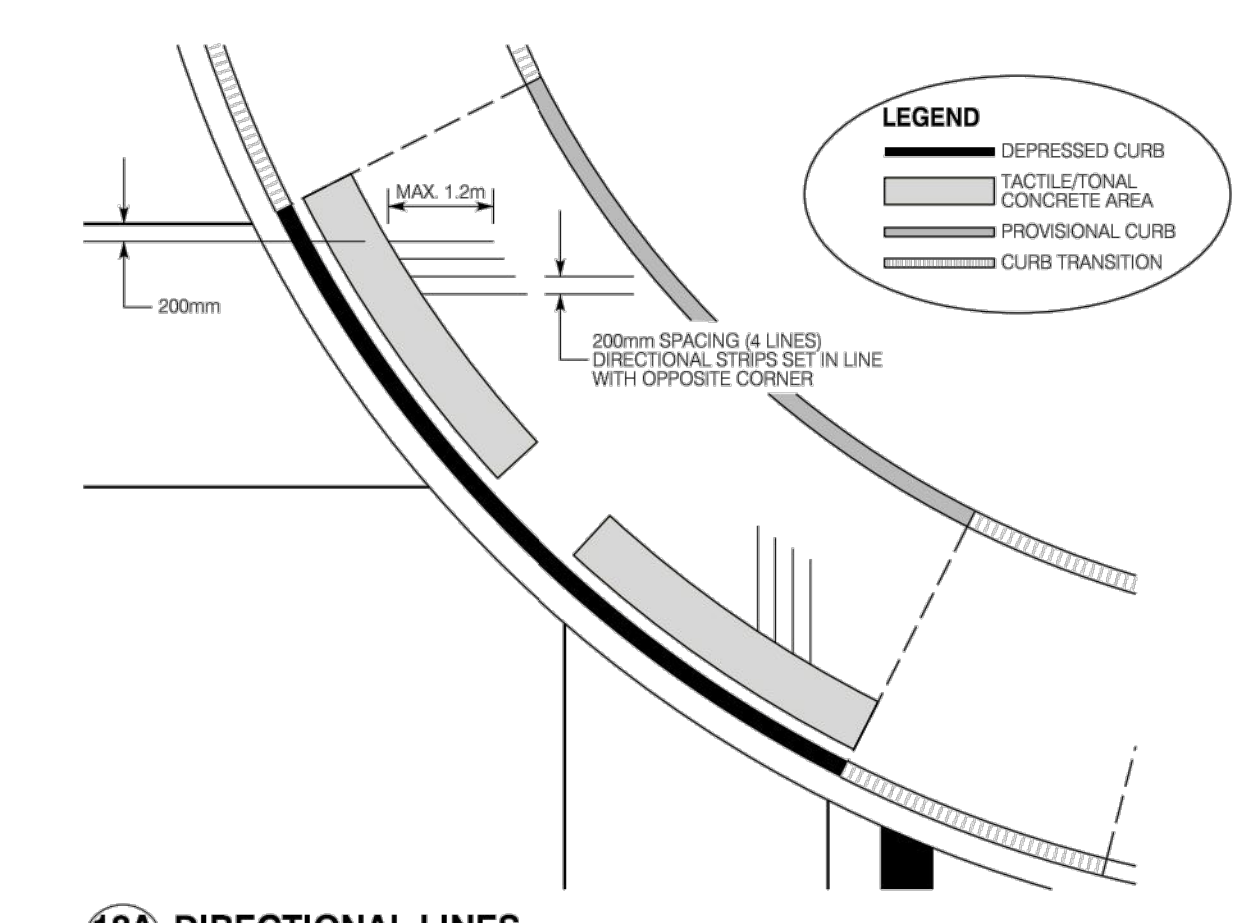 LEGEND
DEPRESSED CURB
TACTILE/TONAL
CONCRETE AREA
PROVISIONAL CURB
CURB TRANSITION
MAX. 1.2m
200mm
200mm SPACING (4 LINES)
DIRECTIONAL STRIPS SET IN LINE
WITH OPPOSITE CORNER
18A DIRECTIONAL LINES